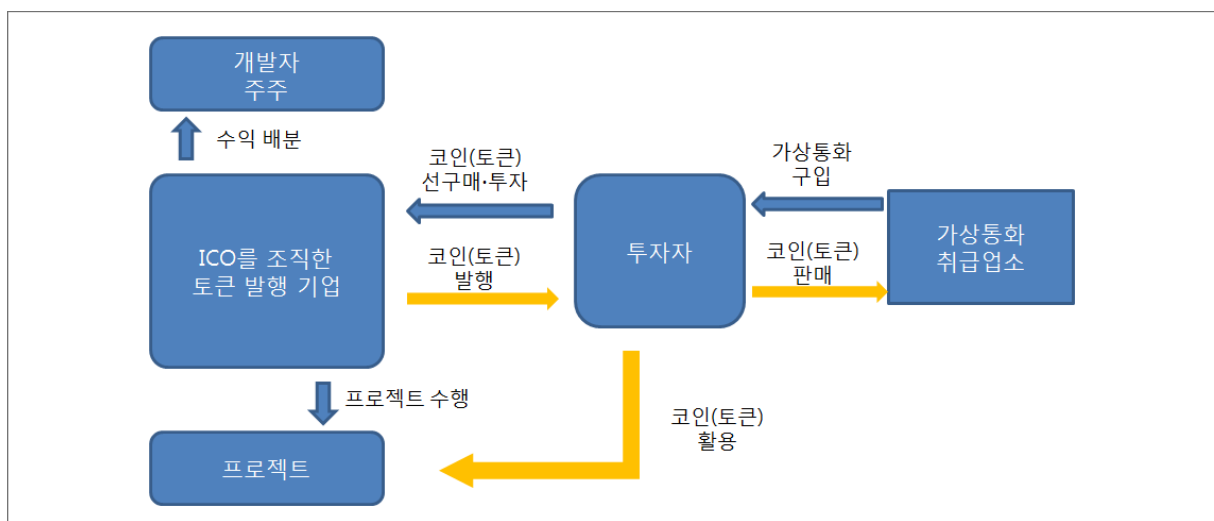 개발자
주주
수익 배분
코인(토큰)
선구매·투자
가상통화
구입
ICO를 조직한
토큰 발행 기업
코인(토큰)
발행
투자자
코인(토큰)
판매
가상통화
취급업소
프로젝트 수행
프로젝트
코인(토큰)
활용